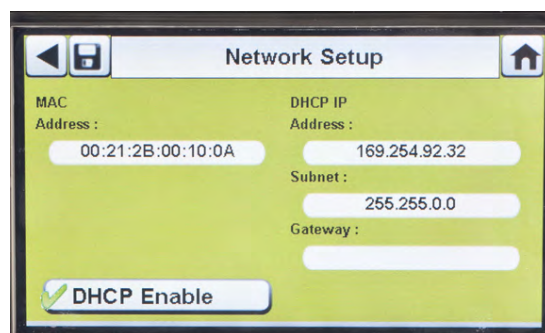 Network Setup
MAC
Address :
00:21:2B:00:10:0A
DHCP IP
Address :
169.254.92.32
Subnet :
255.255.0.0
Gateway :
DHCP Enable